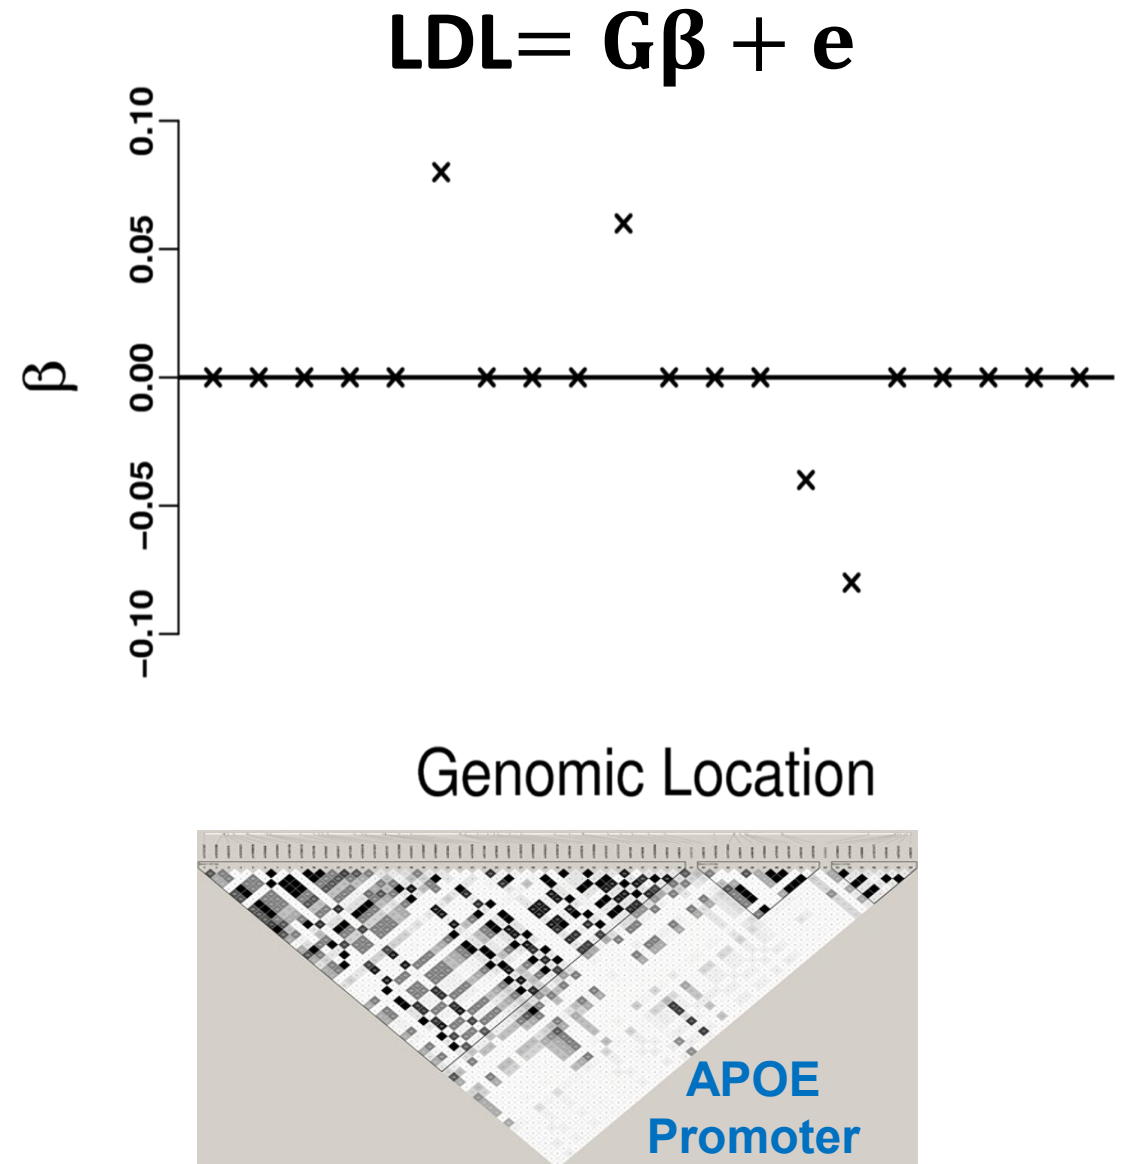 LDL= Gβ + e
0.10
0.05
0.00
−0.05
−0.10
β
Genomic Location
APOE
Promoter